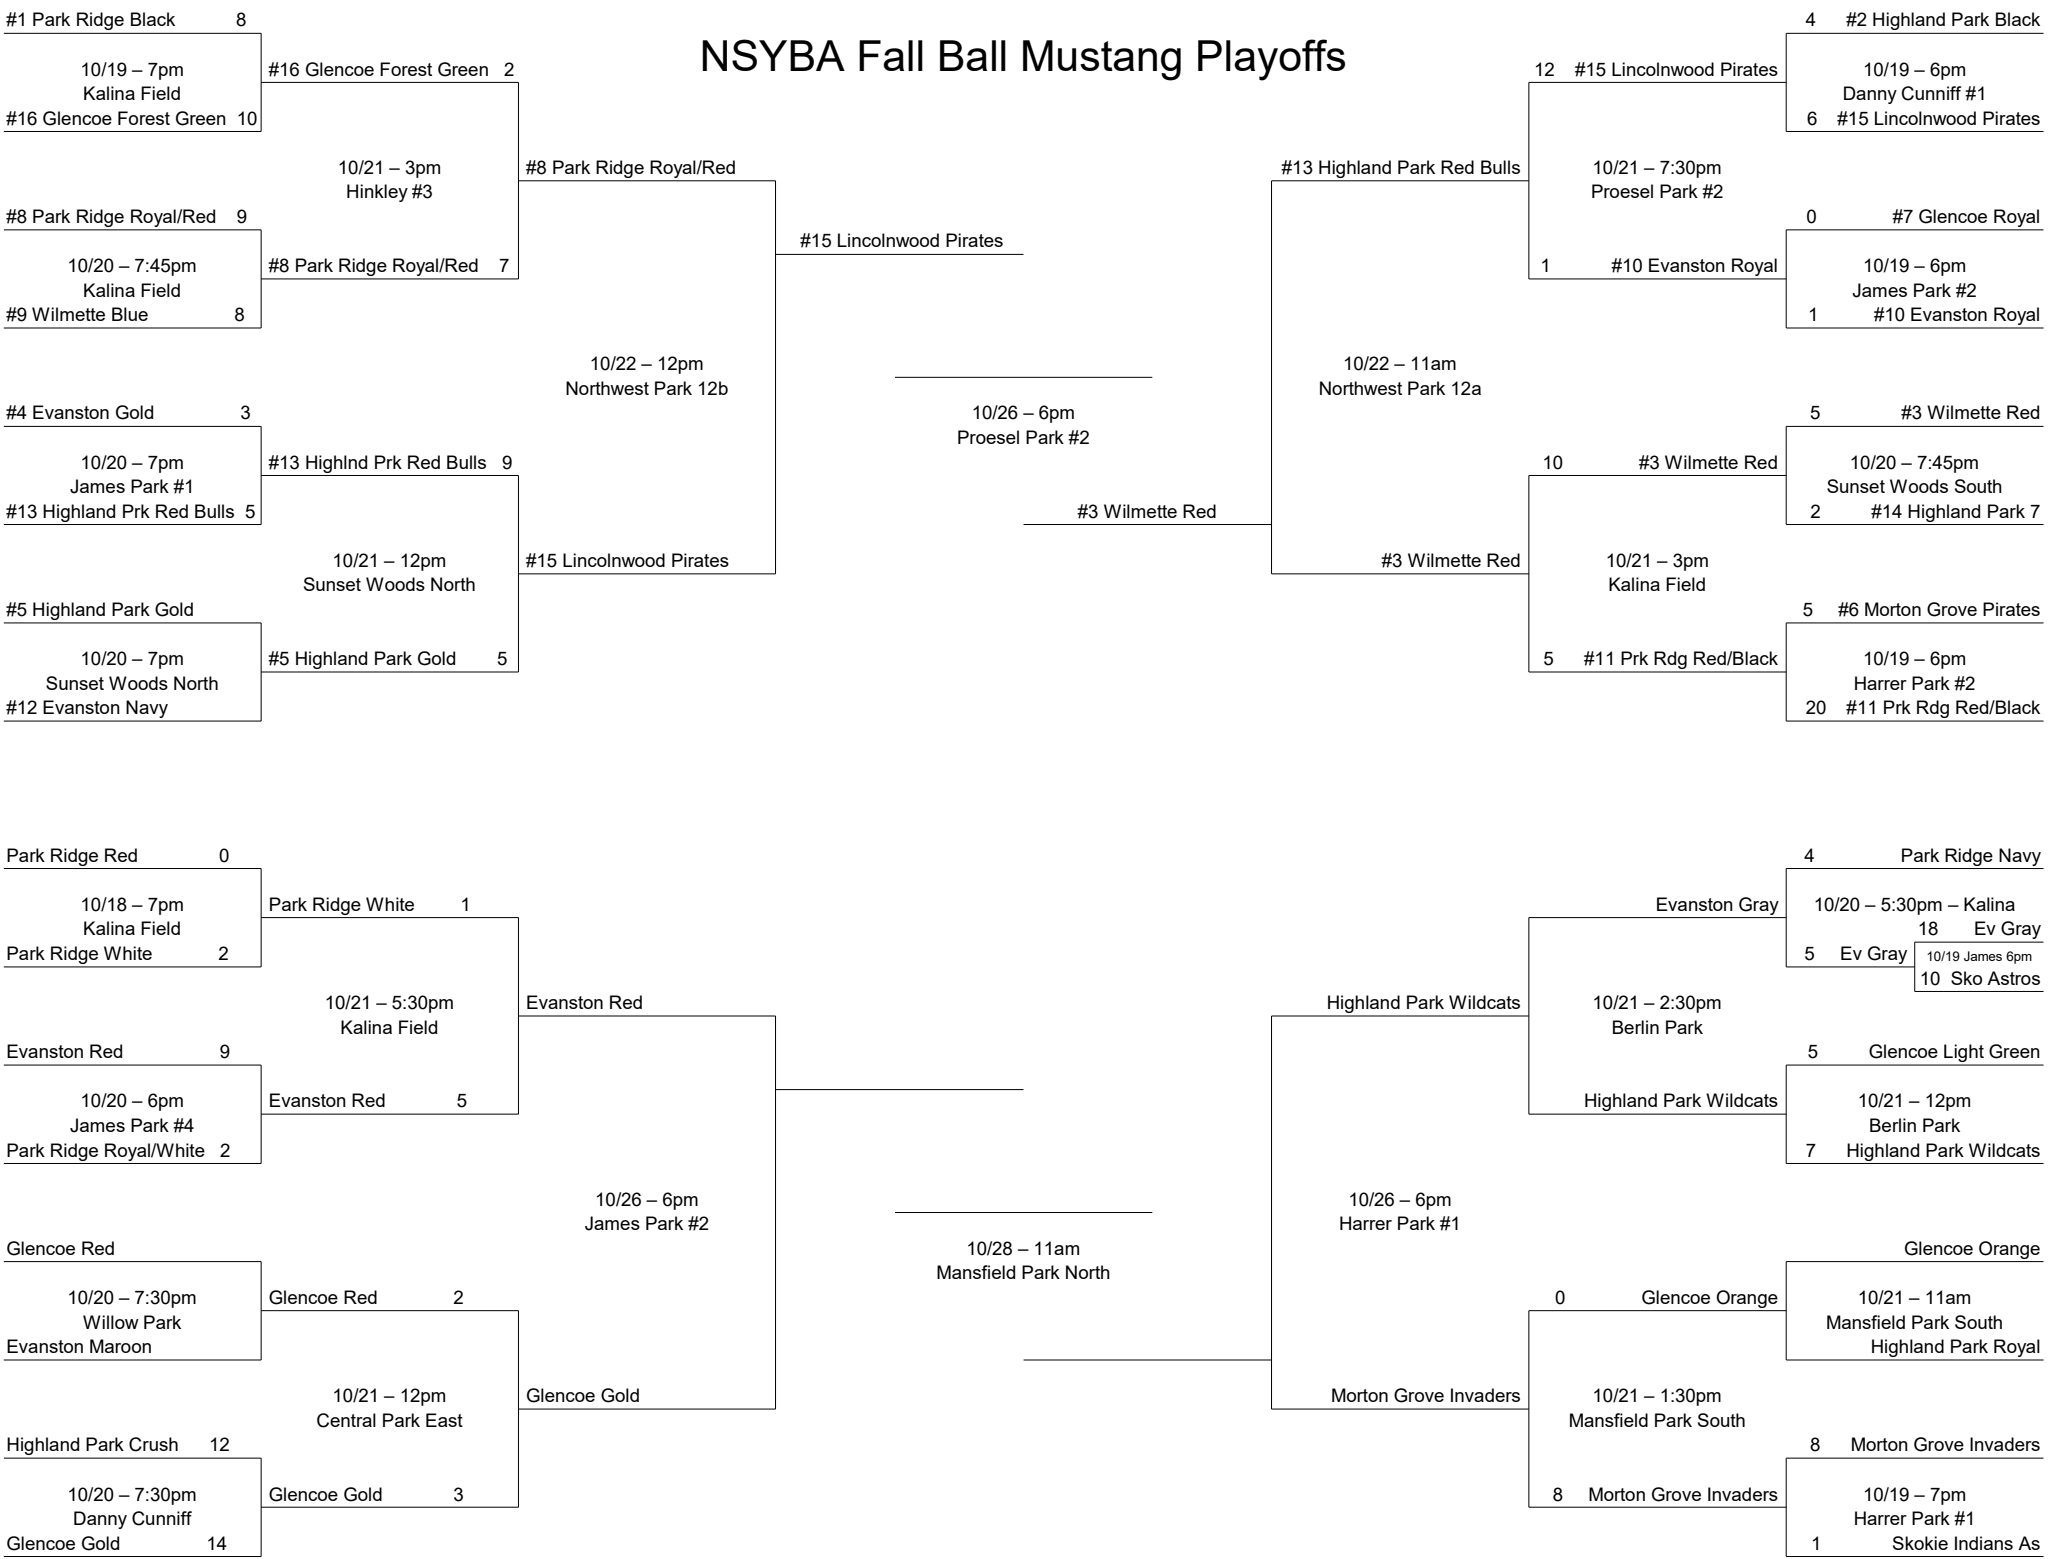 NSYBA Fall Ball Mustang Playoffs
#1 Park Ridge Black 8
10/19 – 7pm
Kalina Field
#16 Glencoe Forest Green 10
#16 Glencoe Forest Green 2
10/21 – 3pm
Hinkley #3
#8 Park Ridge Royal/Red 9
10/20 – 7:45pm
Kalina Field
#9 Wilmette Blue 8
#8 Park Ridge Royal/Red 7
#8 Park Ridge Royal/Red
#4 Evanston Gold 3
10/20 – 7pm
James Park #1
#13 Highland Prk Red Bulls 5
#13 Highlnd Prk Red Bulls 9
10/21 – 12pm
Sunset Woods North
#5 Highland Park Gold
10/20 – 7pm
Sunset Woods North
#12 Evanston Navy
#5 Highland Park Gold 5
#15 Lincolnwood Pirates
10/22 – 12pm
Northwest Park 12b
#15 Lincolnwood Pirates
10/26 – 6pm
Proesel Park #2
#3 Wilmette Red
#13 Highland Park Red Bulls
10/22 – 11am
Northwest Park 12a
#3 Wilmette Red
12 #15 Lincolnwood Pirates
10/21 – 7:30pm
Proesel Park #2
1 #10 Evanston Royal
10 #3 Wilmette Red
10/21 – 3pm
Kalina Field
5 #11 Prk Rdg Red/Black
4 #2 Highland Park Black
10/19 – 6pm
Danny Cunniff #1
6 #15 Lincolnwood Pirates
0 #7 Glencoe Royal
10/19 – 6pm
James Park #2
1 #10 Evanston Royal
5 #3 Wilmette Red
10/20 – 7:45pm
Sunset Woods South
2 #14 Highland Park 7
5 #6 Morton Grove Pirates
10/19 – 6pm
Harrer Park #2
20 #11 Prk Rdg Red/Black
Park Ridge Red 0
10/18 – 7pm
Kalina Field
Park Ridge White 2
Park Ridge White 1
10/21 – 5:30pm
Kalina Field
Evanston Red 9
10/20 – 6pm
James Park #4
Park Ridge Royal/White 2
Evanston Red 5
Evanston Red
Glencoe Red
10/20 – 7:30pm
Willow Park
Evanston Maroon
Glencoe Red 2
10/21 – 12pm
Central Park East
Highland Park Crush 12
10/20 – 7:30pm
Danny Cunniff
Glencoe Gold 14
Glencoe Gold 3
Glencoe Gold
10/26 – 6pm
James Park #2
10/28 – 11am
Mansfield Park North
Highland Park Wildcats
10/26 – 6pm
Harrer Park #1
Morton Grove Invaders
Evanston Gray
10/21 – 2:30pm
Berlin Park
Highland Park Wildcats
0 Glencoe Orange
10/21 – 1:30pm
Mansfield Park South
8 Morton Grove Invaders
4 Park Ridge Navy
10/20 – 5:30pm – Kalina
18 Ev Gray
5 Ev Gray
10/19 James 6pm
10 Sko Astros
5 Glencoe Light Green
10/21 – 12pm
Berlin Park
7 Highland Park Wildcats
Glencoe Orange
10/21 – 11am
Mansfield Park South
Highland Park Royal
8 Morton Grove Invaders
10/19 – 7pm
Harrer Park #1
1 Skokie Indians As